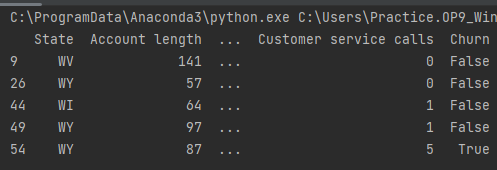 C:\ProgramData\Anaconda3\python.exe C:\Users\Practice.OP9_Win
State Account length ... Customer service calls Churn
9 WV 141 ... 0 False
26 WY 57 ... 0 False
44 WI 64 ... 1 False
49 WY 97 ... 1 False
54 WY 87 ... 5 True